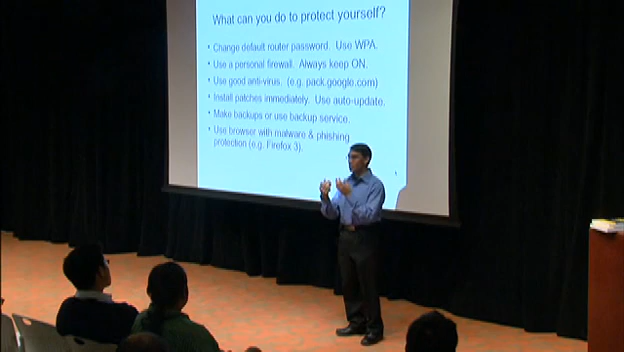 What can you do to protect yourself?
• Change default router password. Use WPA.
• Use a personal firewall. Always keep ON.
• Use good anti-virus. (e.g. pack.google.com)
• Install patches immediately. Use auto-update.
• Make backups or use backup service.
• Use browser with malware & phishing
protection (e.g. Firefox 3).